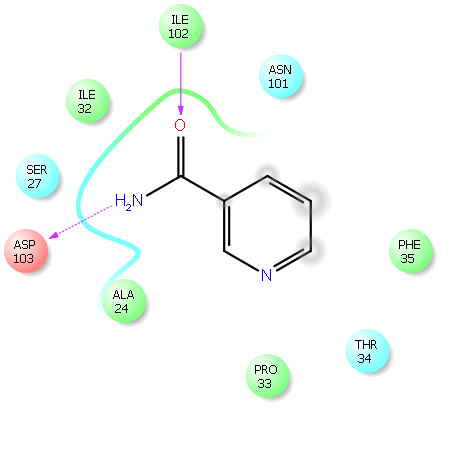 ILE
102
ASN
101
ILE
32
O
SER
27
H2N
ASP
103
PHE
35
N
ALA
24
THR
34
PRO
33